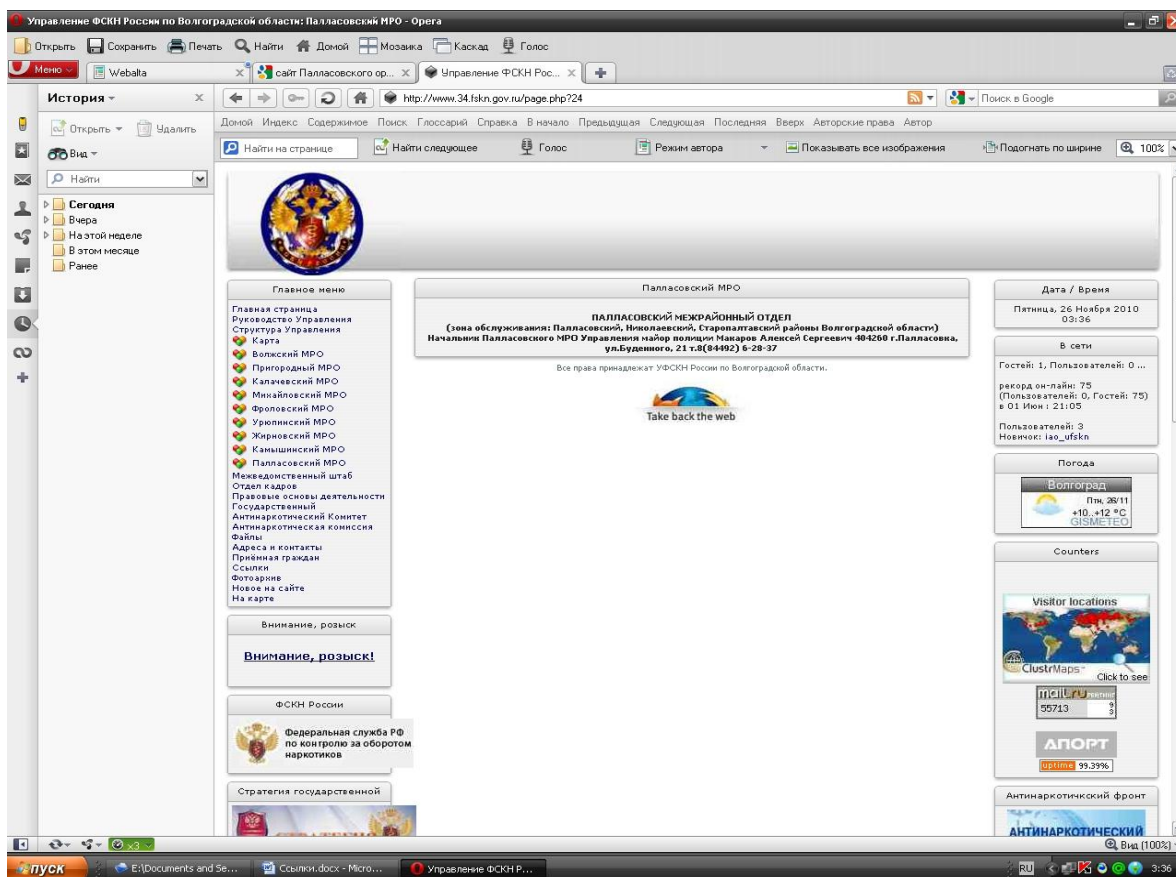 Управление ФСКН России по Волгоградской области: Палласовский МРО - Opera
Открыть Сохранить Печать Найти Домой Мозаика Каскад Голос
Меню Webalta сайт Палласовского ор... Управление ФСКН Рос...
История
http://www.34.fskn.gov.ru/page.php?24 Поиск в Google
Открыть Удалить
Домой Индекс Содержимое Поиск Глоссарий Справка В начало Предыдущая Следующая Последняя Вверх Авторские права Автор
Вид
Найти на странице Найти следующее Голос Режим автора Показывать все изображения Подогнать по ширине 100%
Найти
Сегодня
Вчера
На этой неделе
В этом месяце
Ранее
Главное меню
Главная страница
Руководство Управления
Структура Управления
Карта
Волжский МРО
Пригородный МРО
Калачевский МРО
Михайловский МРО
Фроловский МРО
Урюпинский МРО
Жирновский МРО
Камышинский МРО
Палласовский МРО
Межведомственный штаб
Отдел кадров
Правовые основы деятельности
Государственный
Антинаркотический Комитет
Антинаркотическая комиссия
Файлы
Адреса и контакты
Приёмная граждан
Ссылки
Фотоархив
Новое на сайте
На карте
Внимание, розыск
Внимание, розыск!
ФСКН России
Федеральная служба РФ
по контролю за оборотом
наркотиков
Стратегия государственной
Палласовский МРО
ПАЛЛАСОВСКИЙ МЕЖРАЙОННЫЙ ОТДЕЛ
(зона обслуживания: Палласовский, Николаевский, Старопалтавский районы Волгоградской области)
Начальник Палласовского МРО Управления майор полиции Макаров Алексей Сергеевич 404260 г.Палласовка,
ул.Буденного, 21 т.8(84492) 6-28-37
Все права принадлежат УФСКН России по Волгоградской области.
Take back the web
Дата / Время
Пятница, 26 Ноября 2010
03:36
В сети
Гостей: 1, Пользователей: 0 ...
рекорд он-лайн: 75
(Пользователей: 0, Гостей: 75)
в 01 Июн : 21:05
Пользователей: 3
Новичок: iao_ufskn
Погода
Волгоград
Птн, 26/11
+10..+12 °C
GISMETEO
Counters
Visitor locations
ClustrMaps
Click to see
mail.ru
55713 9
3
АПОРТ
uptime 99.39%
Антинаркотичкский фронт
АНТИНАРКОТИЧЕСКИЙ
x3
Вид (100%)
пуск E:\Documents and Se... Ссылки.docx - Micro... Управление ФСКН Р... RU 3:36